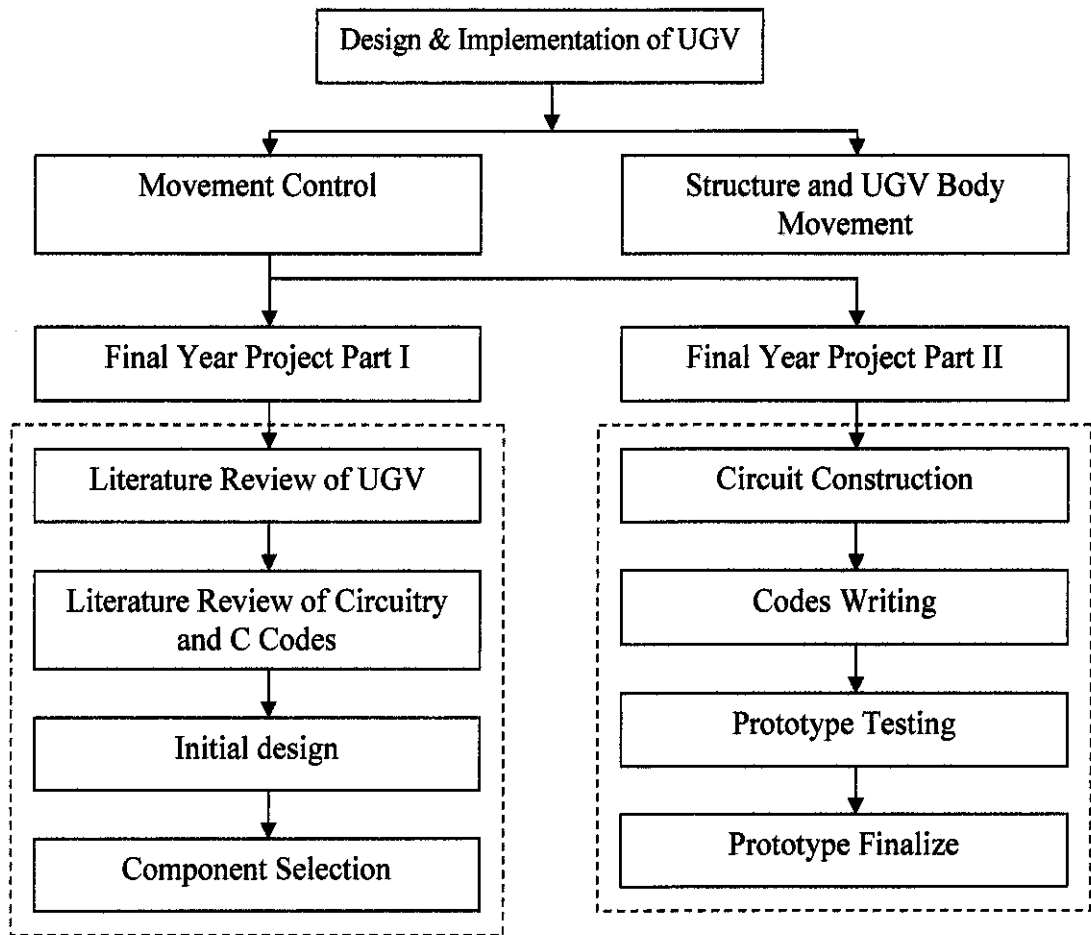 Design & Implementation of UGV
Movement Control
Structure and UGV Body
Movement
Final Year Project Part I
Final Year Project Part II
Literature Review of UGV
Literature Review of Circuitry
and C Codes
Initial design
Component Selection
Circuit Construction
Codes Writing
Prototype Testing
Prototype Finalize